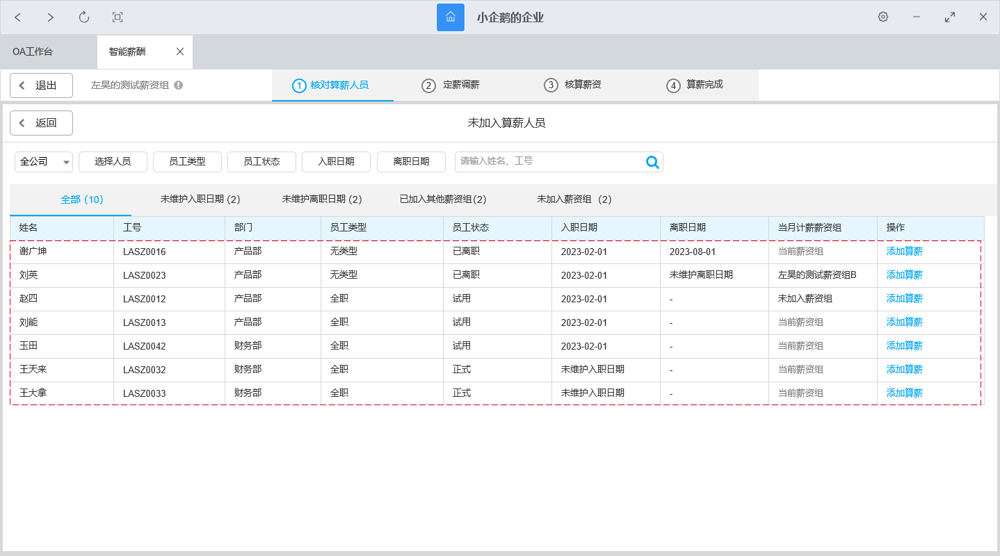 小企鹅的企业
OA工作台 智能薪酬
返出 左昊的测试薪资组 1 核对算薪人员 2 定薪调薪 3 核算薪资 4 算薪完成
返回 未加入算薪人员
全公司 选择人员 员工类型 员工状态 入职日期 离职日期 请输入姓名、工号
全部 (10) 未维护入职日期 (2) 未维护离职日期 (2) 已加入其他薪资组(2) 未加入薪资组 (2)
姓名 工号 部门 员工类型 员工状态 入职日期 离职日期 当月计薪薪资组 操作
谢广坤 LASZ0016 产品部 无类型 已离职 2023-02-01 2023-08-01 当前薪资组 添加算薪
刘英 LASZ0023 产品部 无类型 已离职 2023-02-01 未维护离职日期 左昊的测试薪资组B 添加算薪
赵四 LASZ0012 产品部 全职 试用 2023-02-01 - 未加入薪资组 添加算薪
刘能 LASZ0013 产品部 全职 试用 2023-02-01 - 当前薪资组 添加算薪
玉田 LASZ0042 财务部 全职 试用 2023-02-01 - 当前薪资组 添加算薪
王天来 LASZ0032 财务部 全职 正式 未维护入职日期 - 当前薪资组 添加算薪
王大拿 LASZ0033 财务部 全职 正式 未维护入职日期 - 当前薪资组 添加算薪